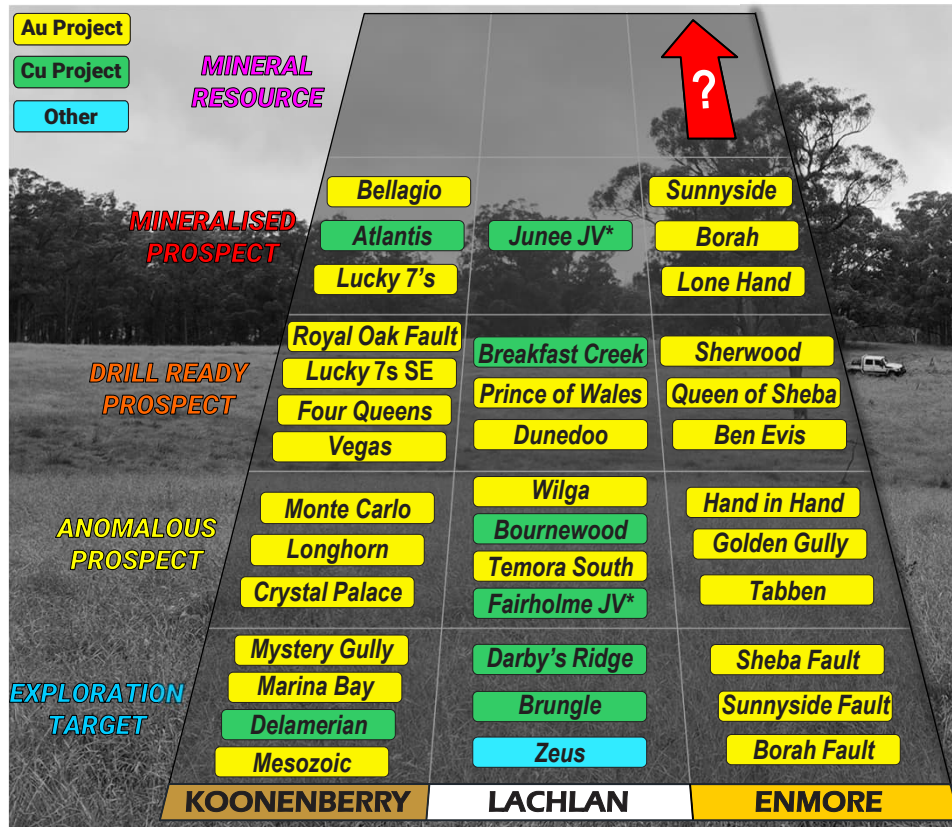 Au Project
Cu Project
Other
MINERAL
RESOURCE
?
MINERALISED
PROSPECT
Bellagio
Atlantis
Lucky 7's
Junee JV*
Sunnyside
Borah
Lone Hand
DRILL READY
PROSPECT
Royal Oak Fault
Lucky 7s SE
Four Queens
Vegas
Breakfast Creek
Prince of Wales
Dunedoo
Sherwood
Queen of Sheba
Ben Evis
ANOMALOUS
PROSPECT
Monte Carlo
Longhorn
Crystal Palace
Wilga
Bournewood
Temora South
Fairholme JV*
Hand in Hand
Golden Gully
Tabben
EXPLORATION
TARGET
Mystery Gully
Marina Bay
Delamerian
Mesozoic
Darby's Ridge
Brungle
Zeus
Sheba Fault
Sunnyside Fault
Borah Fault
KOONENBERRY
LACHLAN
ENMORE